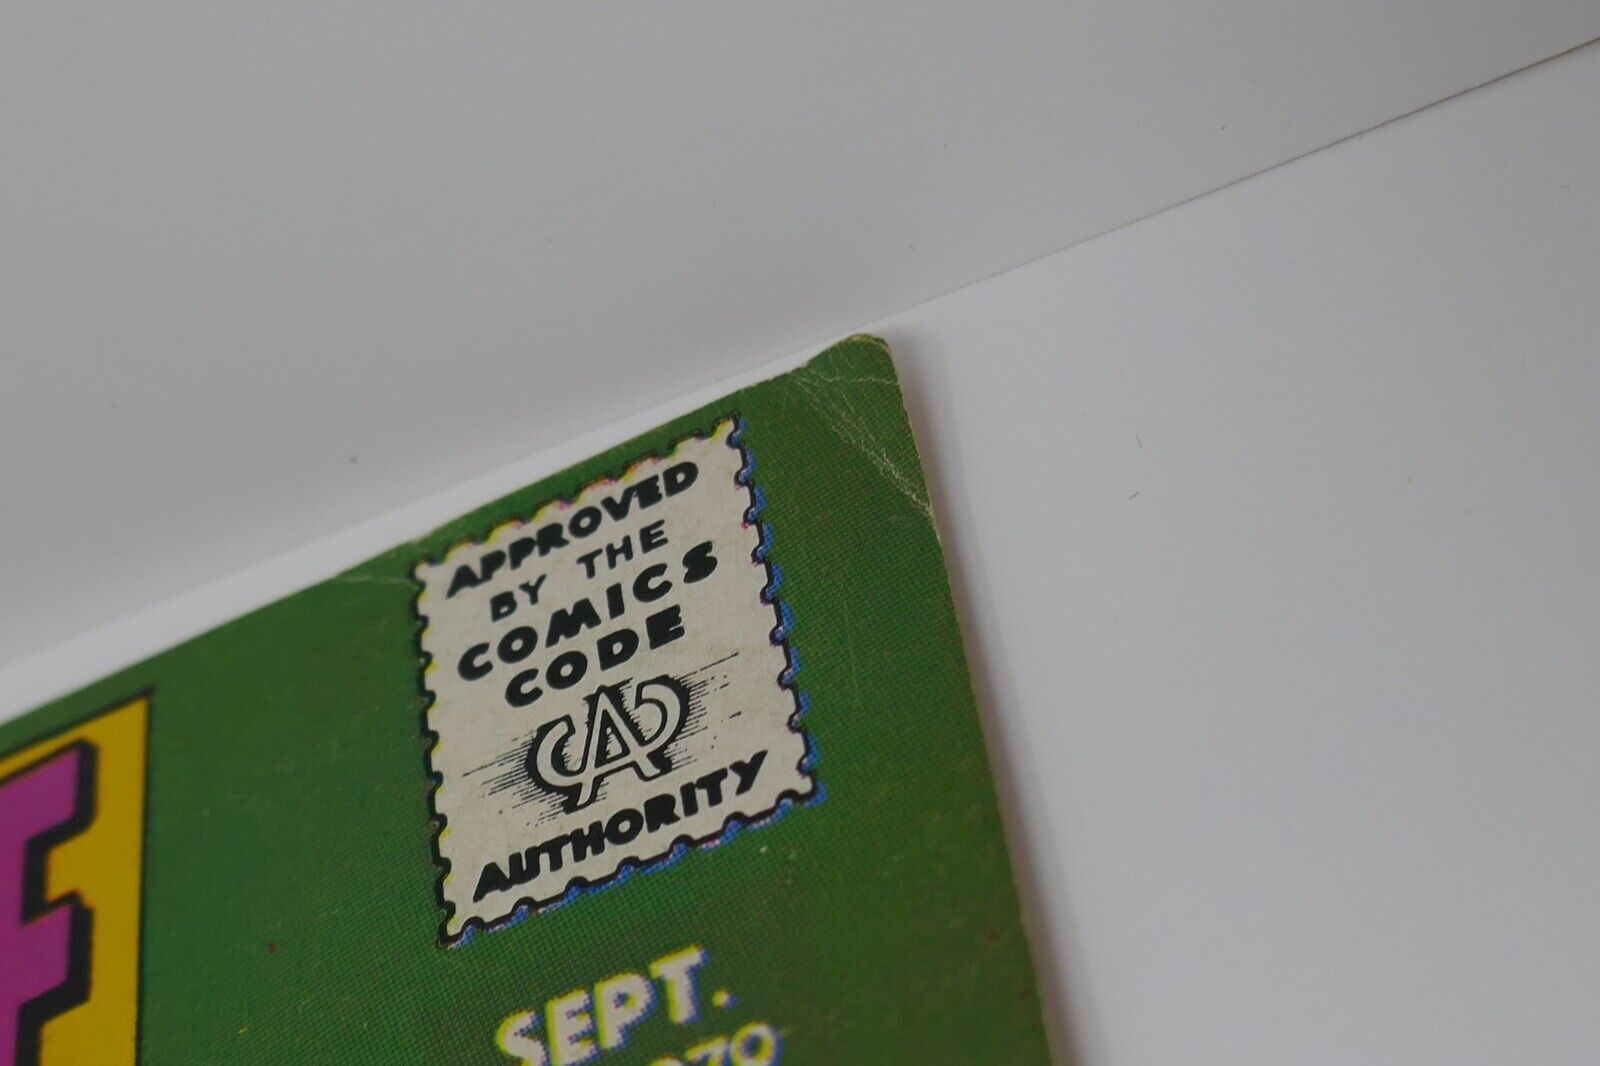 APPROVED
BY THE
COMICS
CODE
CA
AUTHORITY
SEPT.